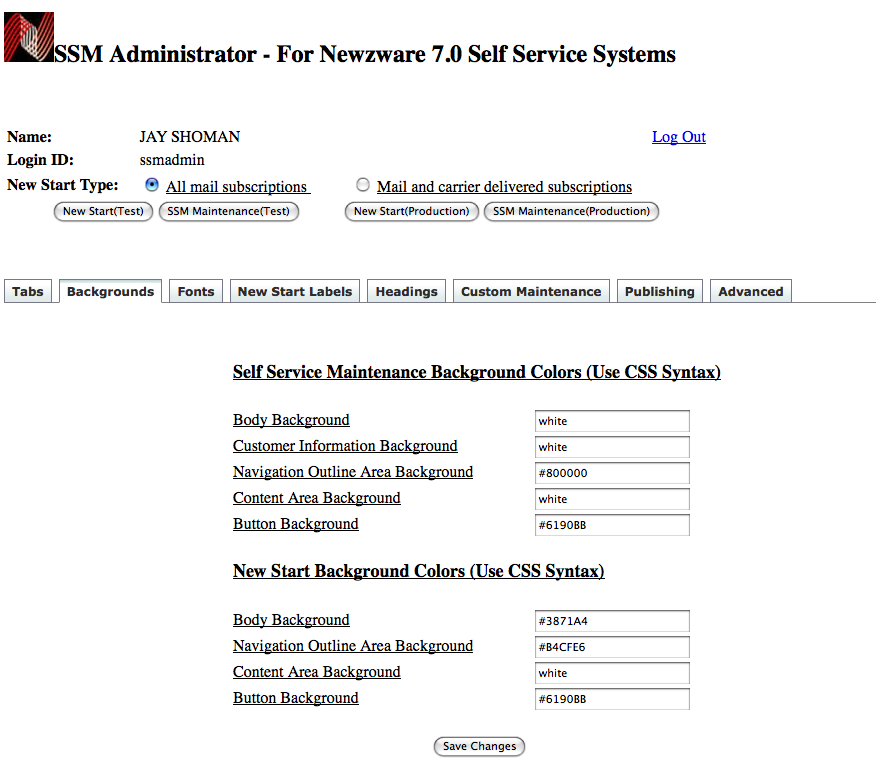 SSM Administrator - For Newzware 7.0 Self Service Systems
Name: JAY SHOMAN Log Out
Login ID: ssmadmin
New Start Type: All mail subscriptions Mail and carrier delivered subscriptions
New Start(Test) SSM Maintenance(Test) New Start(Production) SSM Maintenance(Production)
Tabs Backgrounds Fonts New Start Labels Headings Custom Maintenance Publishing Advanced
Self Service Maintenance Background Colors (Use CSS Syntax)
Body Background white
Customer Information Background white
Navigation Outline Area Background #800000
Content Area Background white
Button Background #6190BB
New Start Background Colors (Use CSS Syntax)
Body Background #3871A4
Navigation Outline Area Background #B4CFE6
Content Area Background white
Button Background #6190BB
Save Changes